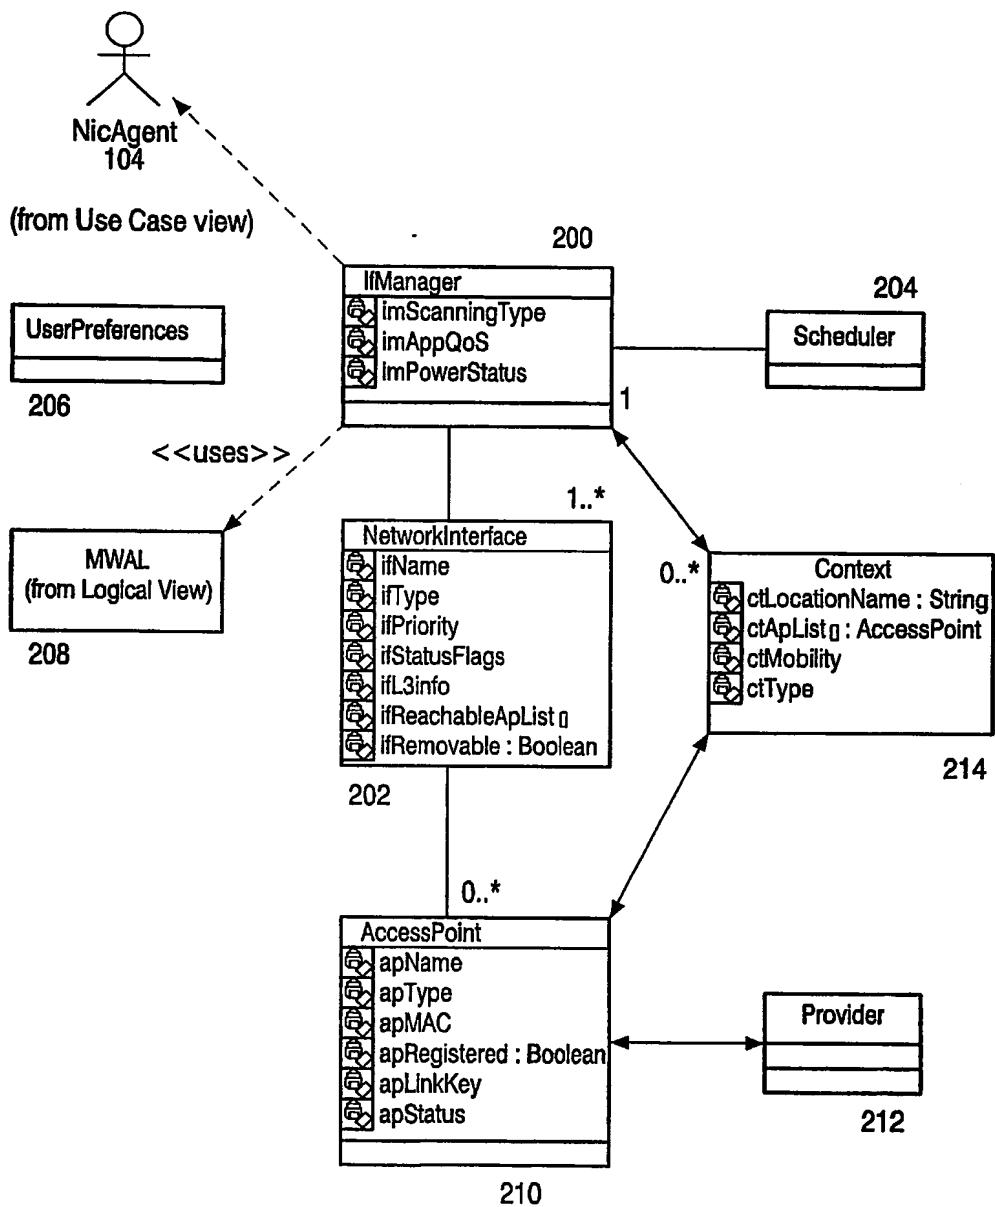 NicAgent
104
(from Use Case view)
200
IfManager
imScanningType
imAppQoS
imPowerStatus
1
204
Scheduler
UserPreferences
206
<<uses>>
MWAL
(from Logical View)
208
1..*
NetworkInterface
ifName
ifType
ifPriority
ifStatusFlags
ifL3info
ifReachableApList []
ifRemovable : Boolean
202
0..*
Context
ctLocationName : String
ctApList [] : AccessPoint
ctMobility
ctType
214
0..*
AccessPoint
apName
apType
apMAC
apRegistered : Boolean
apLinkKey
apStatus
210
Provider
212